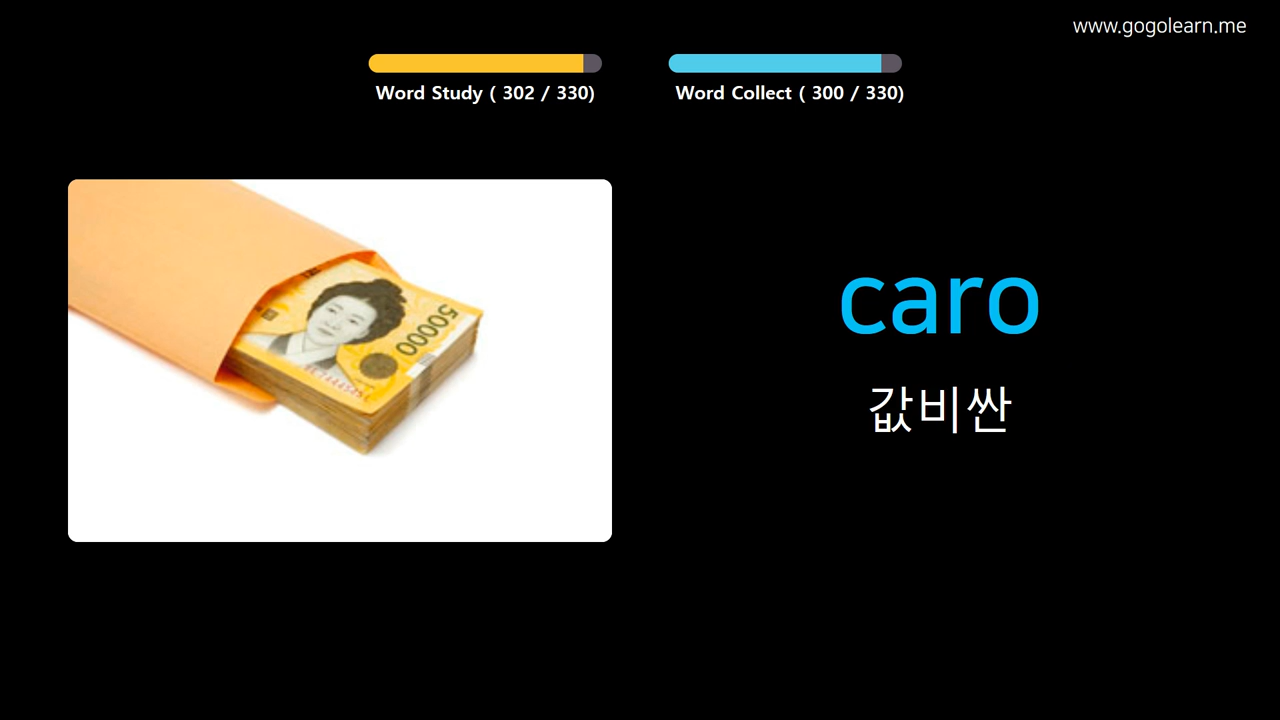 www.gogolearn.me
Word Study ( 302 / 330)
Word Collect ( 300 / 330)
50000
caro
값비싼